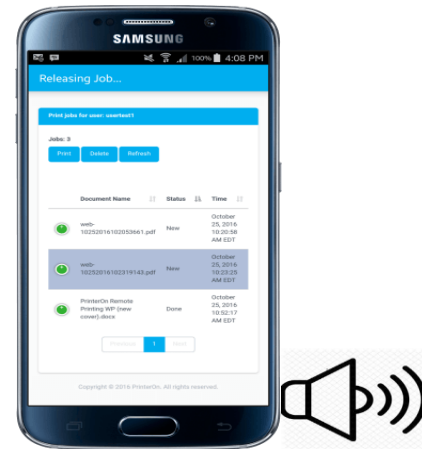 SAMSUNG
100% 4:08 PM
Releasing Job...
Print jobs for user: usertest1
Jobs: 3
Print Delete Refresh
Document Name Status Time
web-
10252016102053661.pdf
New
October
25, 2016
10:20:58
AM EDT
web-
10252016102319143.pdf
New
October
25, 2016
10:23:25
AM EDT
PrinterOn Remote
Printing WP (new
cover).docx
Done
October
25, 2016
10:52:17
AM EDT
Previous 1 Next
Copyright © 2016 PrinterOn. All rights reserved.